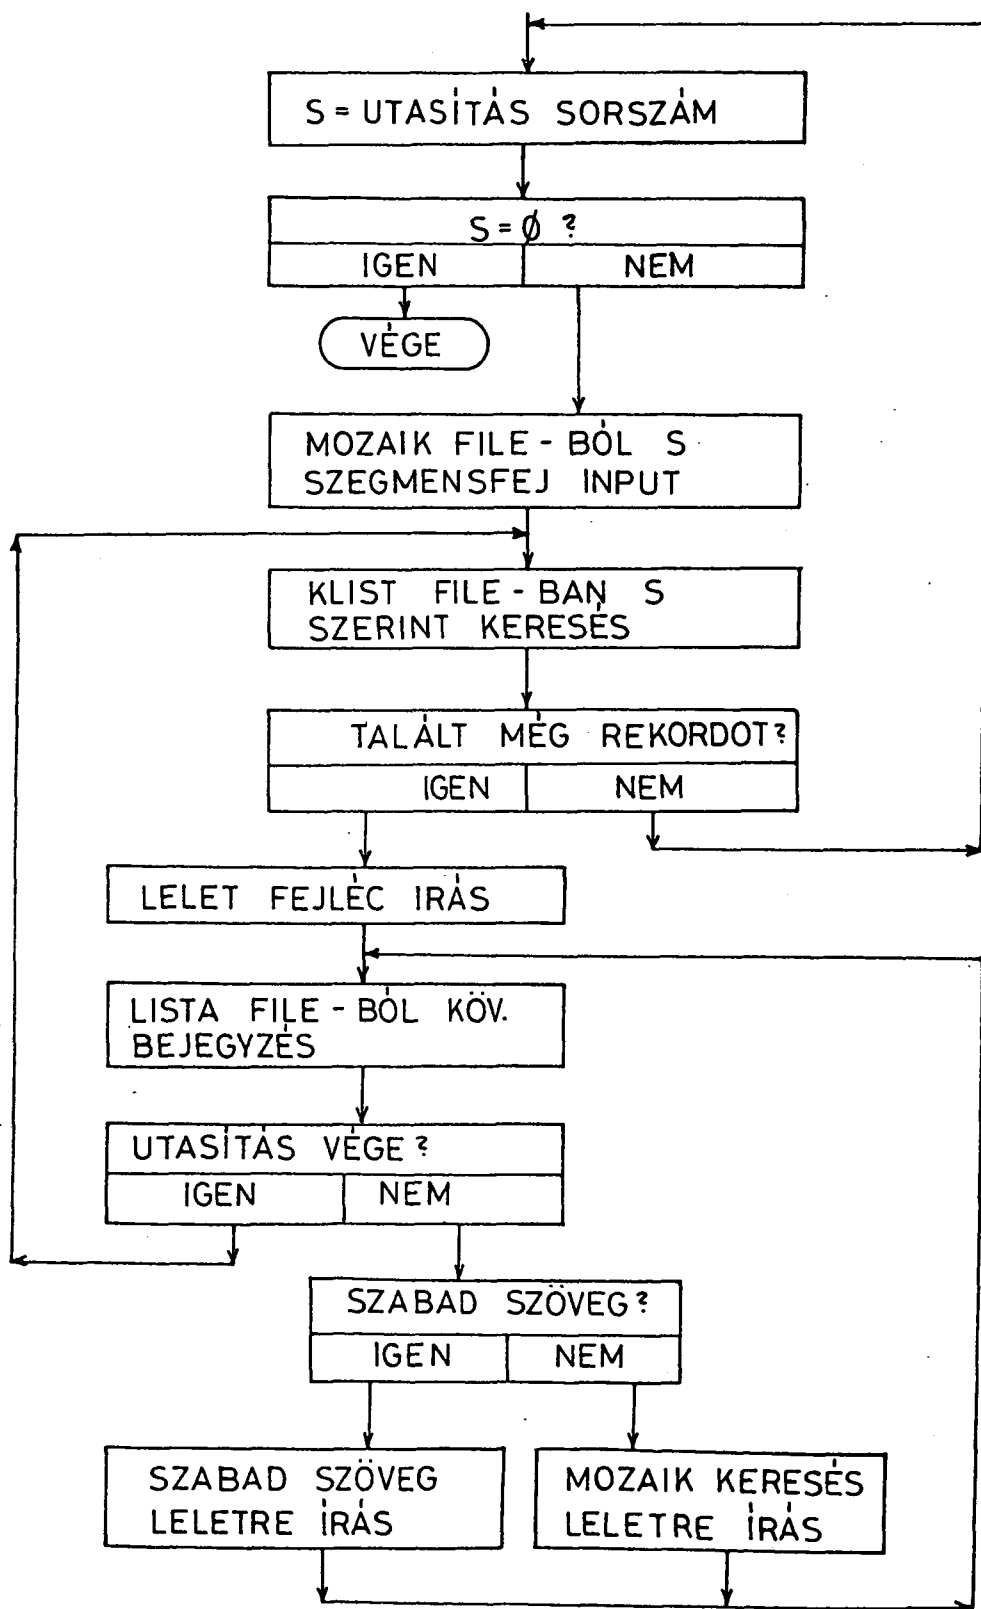 S = UTASÍTÁS SORSZÁM
S = Ø ?
IGEN NEM
VÉGE
MOZAIK FILE - BÓL S
SZEGMENSFEJ INPUT
KLIST FILE - BAN S
SZERINT KERESÉS
TALÁLT MÉG REKORDOT?
IGEN NEM
LELET FEJLÉC IRÁS
LISTA FILE - BÓL KÖV.
BEJEGYZÉS
UTASÍTÁS VÉGE ?
IGEN NEM
SZABAD SZÖVEG?
IGEN NEM
SZABAD SZÖVEG
LELETRE ÍRÁS
MOZAIK KERESÉS
LELETRE ÍRÁS